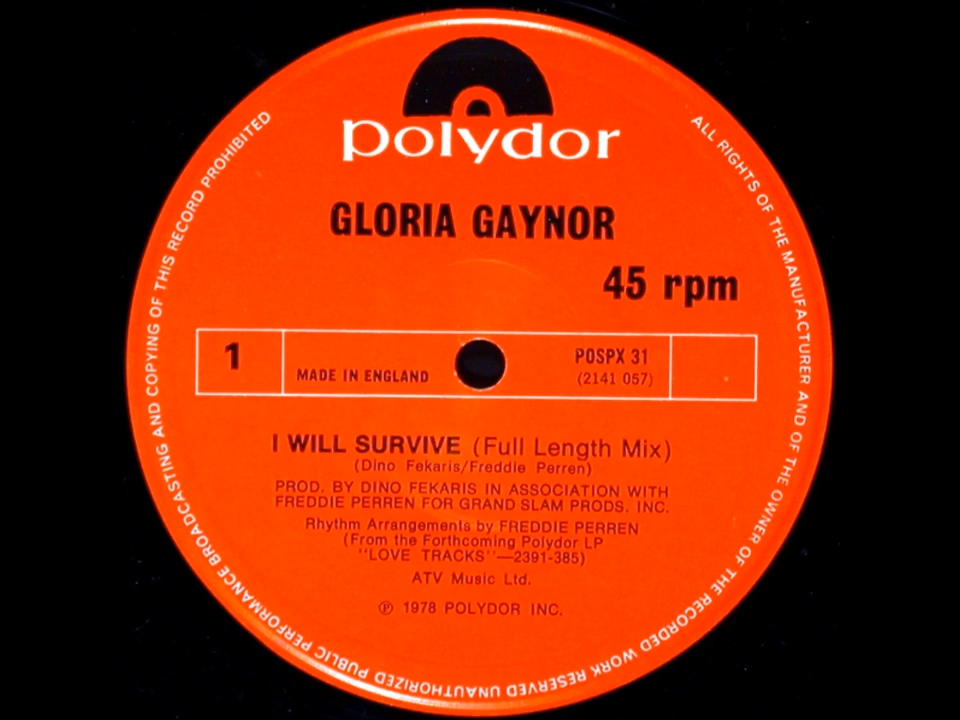 polydor
GLORIA GAYNOR
45 rpm
1
MADE IN ENGLAND
POSPX 31
(2141 057)
I WILL SURVIVE (Full Length Mix)
(Dino Fekaris/Freddie Perren)
PROD. BY DINO FEKARIS IN ASSOCIATION WITH
FREDDIE PERREN FOR GRAND SLAM PRODS. INC.
Rhythm Arrangements by FREDDIE PERREN
(From the Forthcoming Polydor LP
"LOVE TRACKS"—2391-385)
ATV Music Ltd.
℗ 1978 POLYDOR INC.
ALL RIGHTS OF THE MANUFACTURER AND OF THE OWNER OF THE RECORDED WORK RESERVED UNAUTHORIZED PUBLIC PERFORMANCE BROADCASTING AND COPYING OF THIS RECORD PROHIBITED